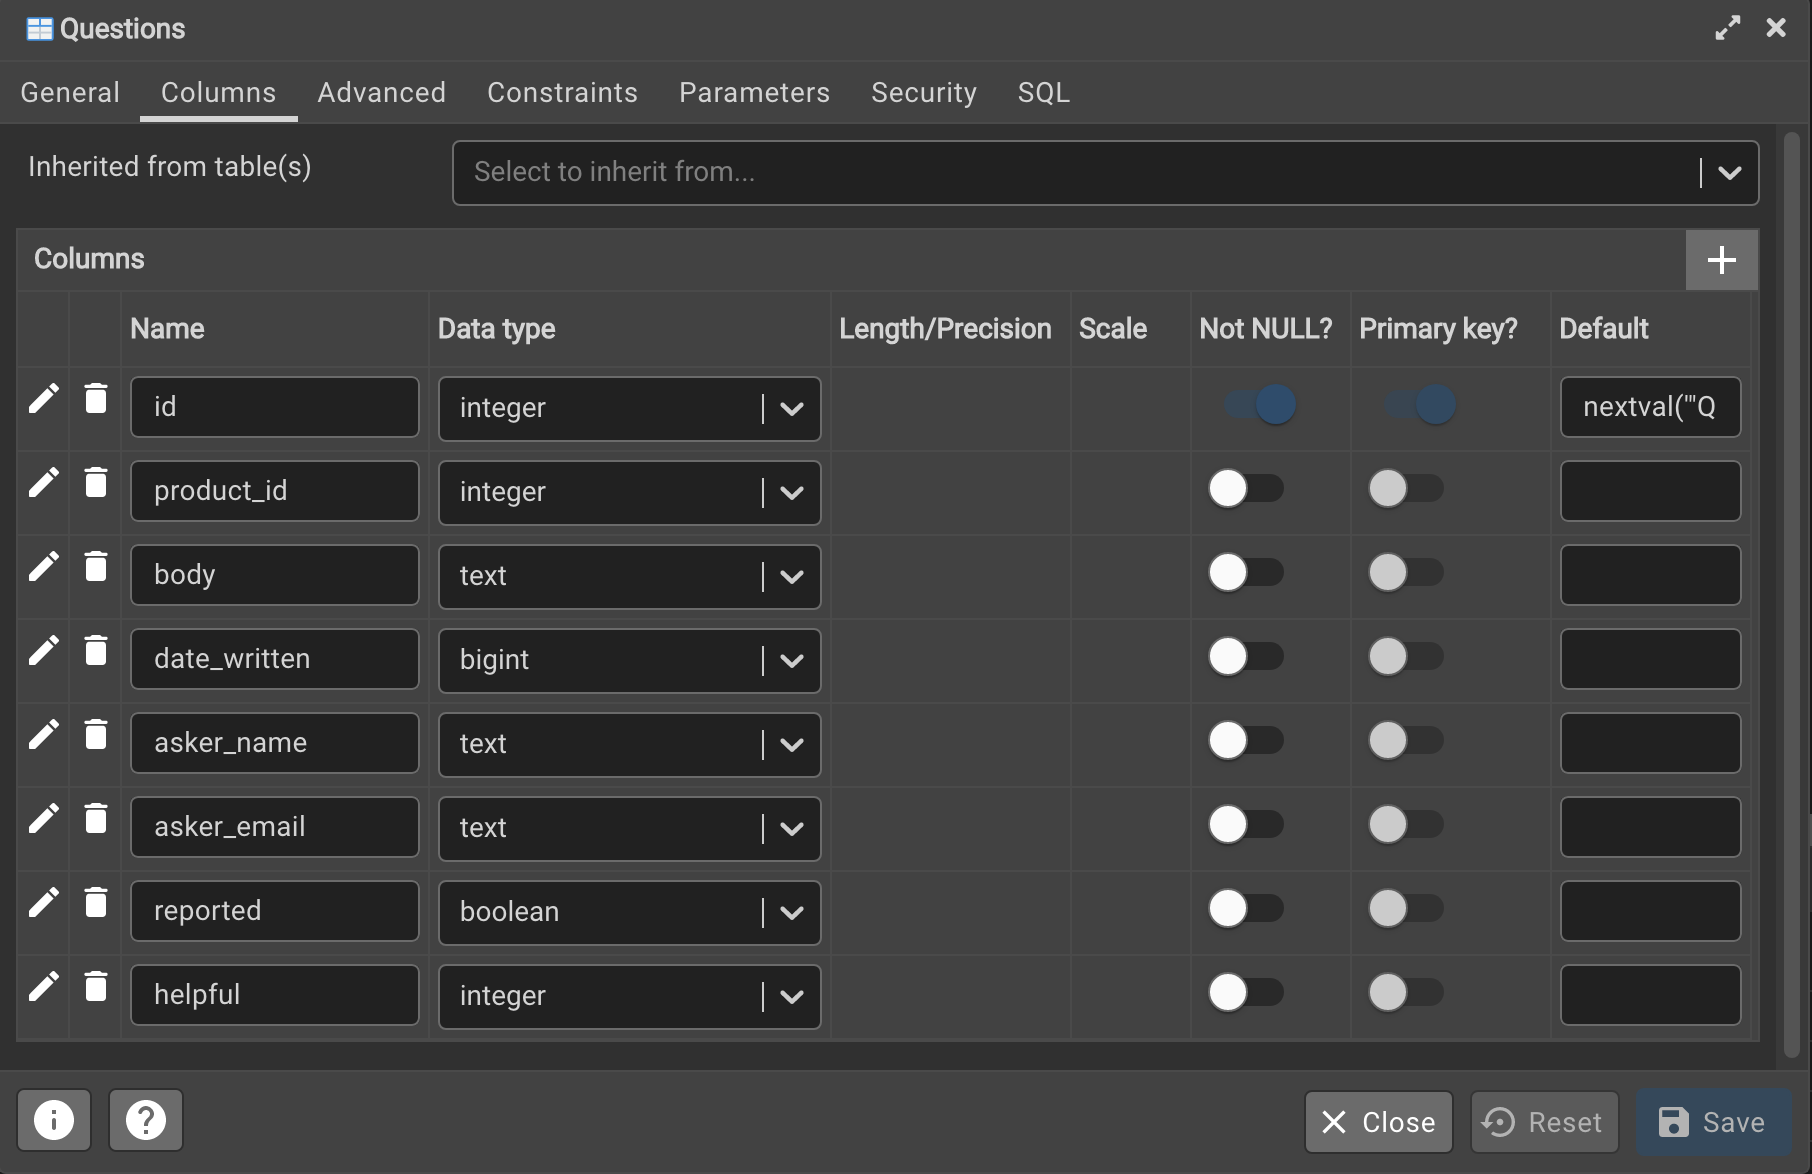 Questions
General Columns Advanced Constraints Parameters Security SQL
Inherited from table(s) Select to inherit from...
Columns
Name Data type Length/Precision Scale Not NULL? Primary key? Default
id integer nextval('"Q
product_id integer
body text
date_written bigint
asker_name text
asker_email text
reported boolean
helpful integer
Close Reset Save